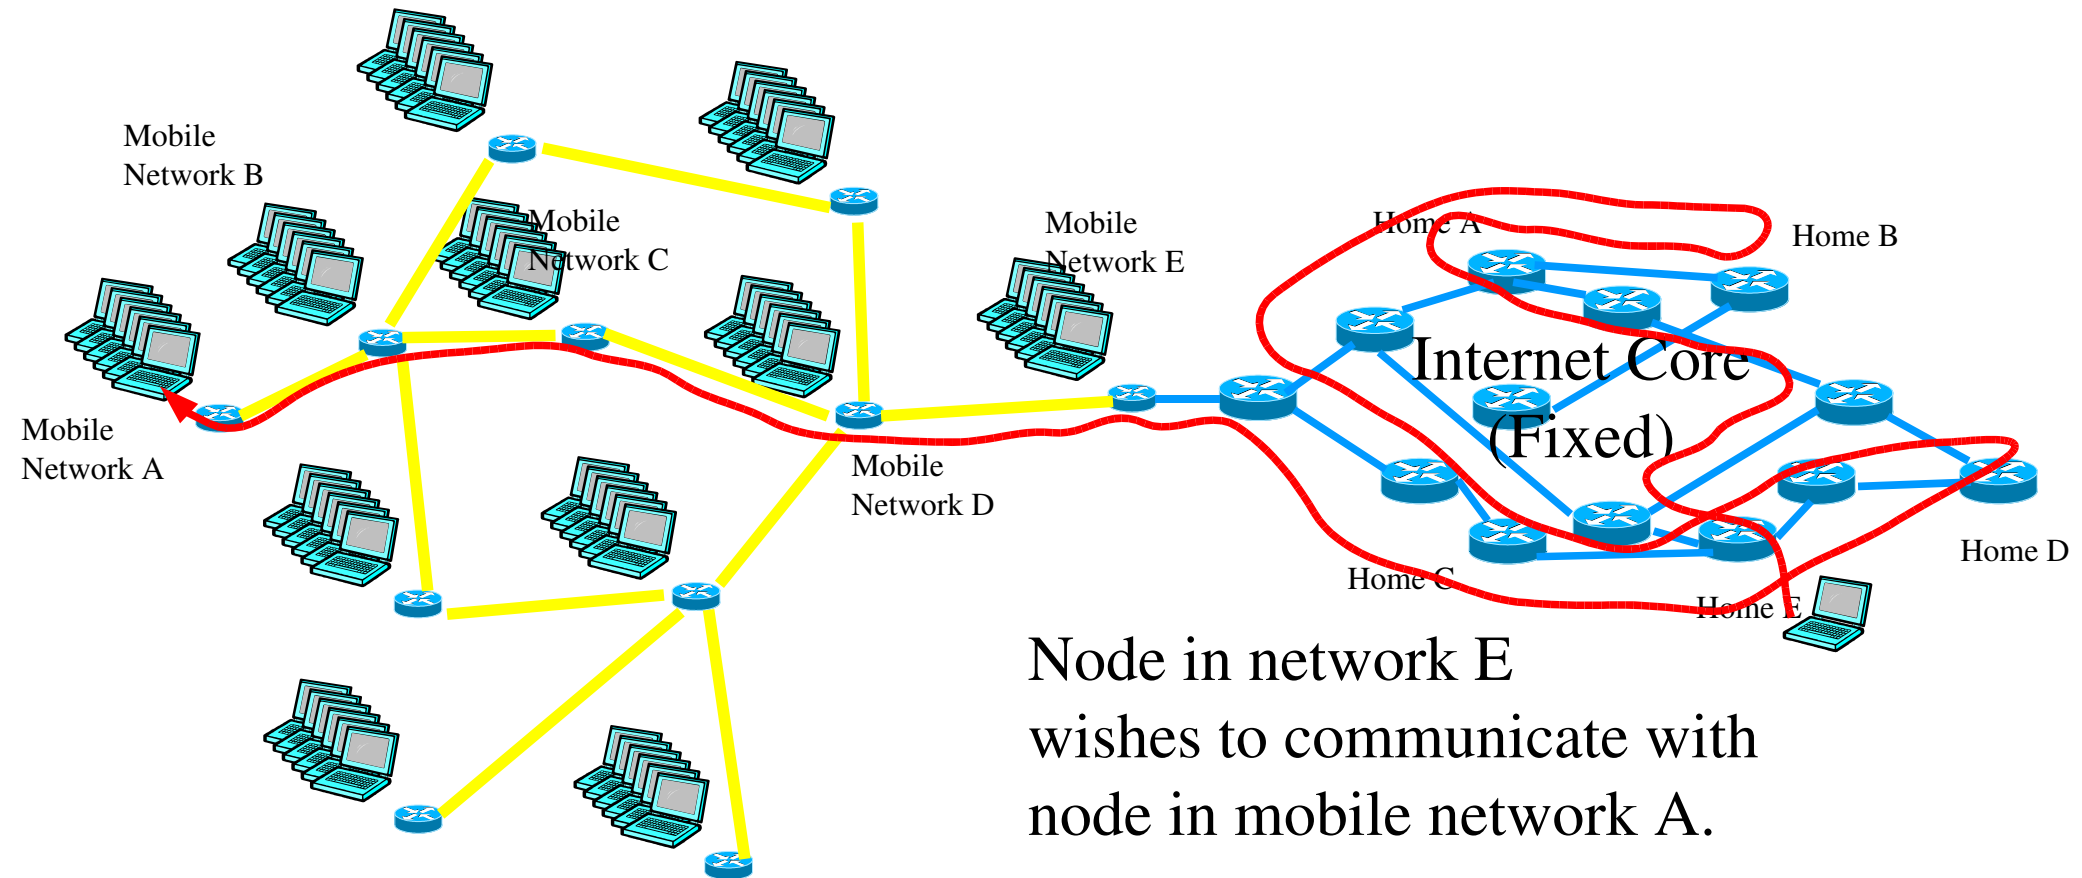 Mobile
Network B
Mobile
Network C
Mobile
Network E
Home A
Home B
Internet Core
(Fixed)
Mobile
Network A
Mobile
Network D
Home C
Home D
Home E
Node in network E
wishes to communicate with
node in mobile network A.